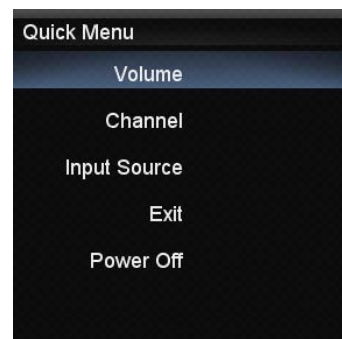 Quick Menu
Volume
Channel
Input Source
Exit
Power Off